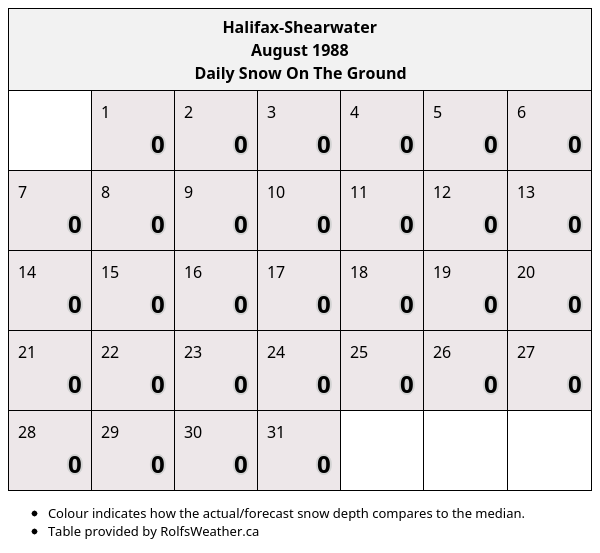 Halifax-Shearwater
August 1988
Daily Snow On The Ground
1 2 3 4 5 6
0 0 0 0 0 0
7 8 9 10 11 12 13
0 0 0 0 0 0 0
14 15 16 17 18 19 20
0 0 0 0 0 0 0
21 22 23 24 25 26 27
0 0 0 0 0 0 0
28 29 30 31
0 0 0 0
• Colour indicates how the actual/forecast snow depth compares to the median.
• Table provided by RolfsWeather.ca